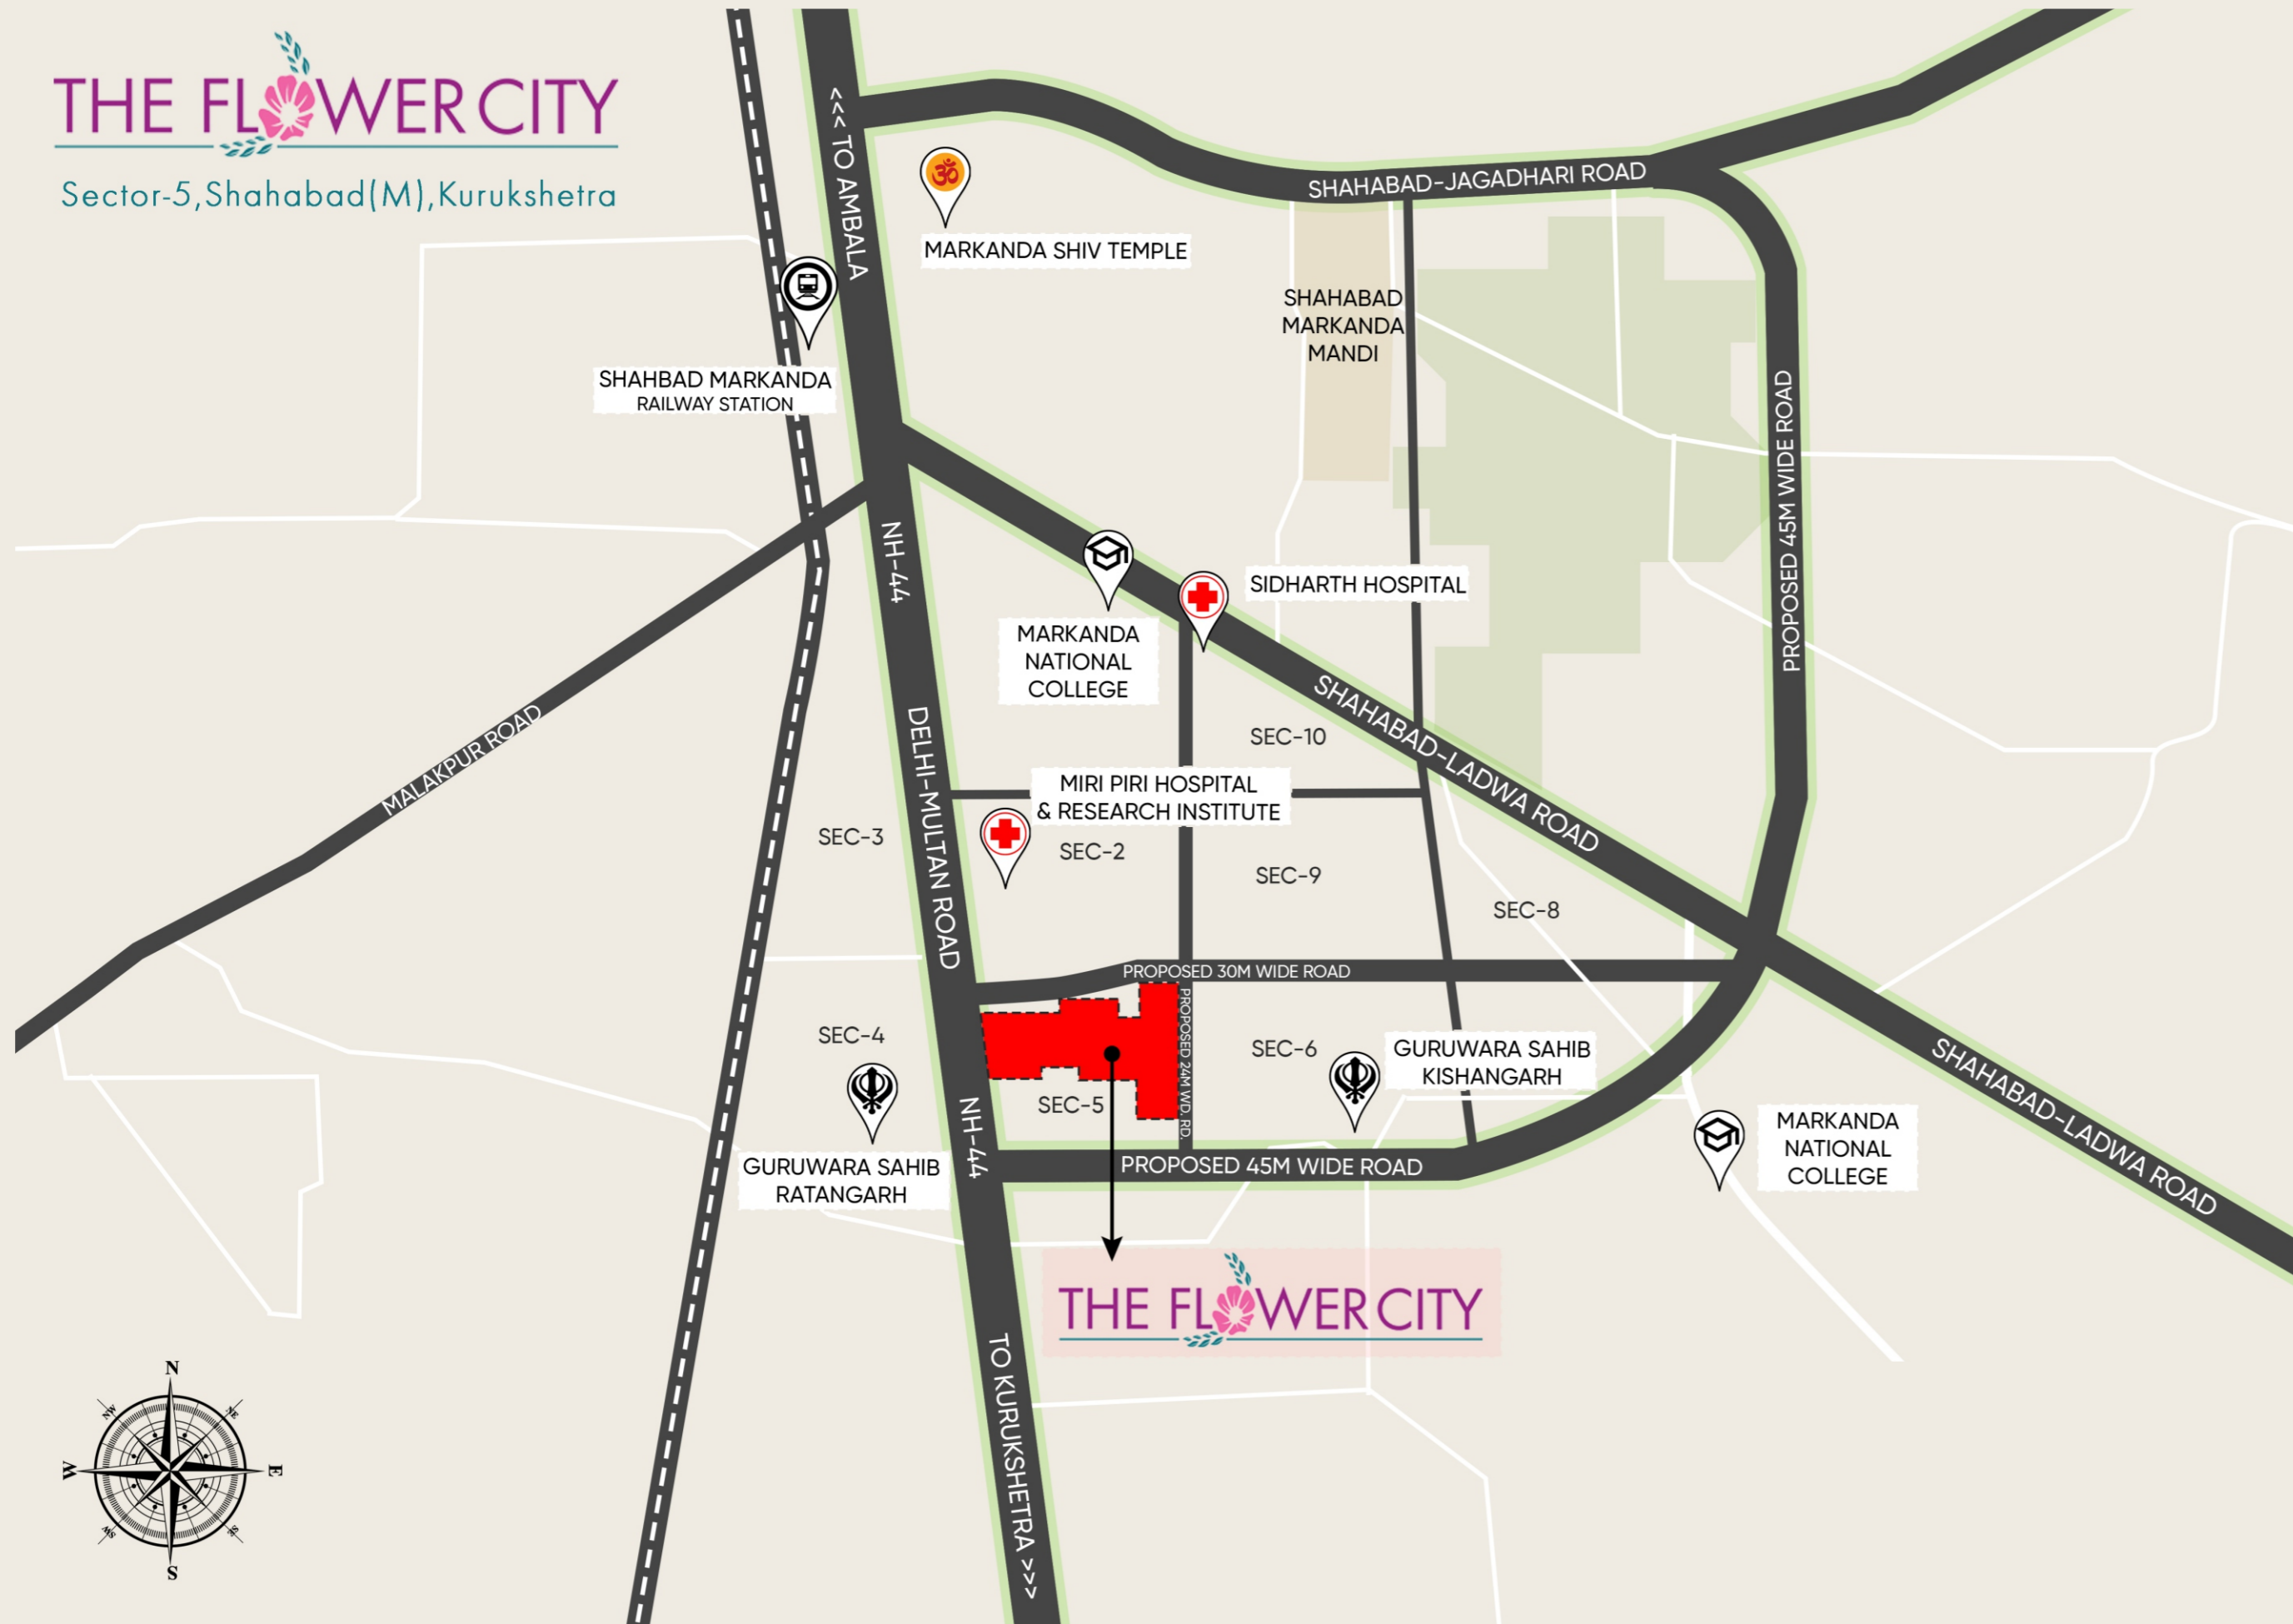 THE FLOWER CITY
Sector-5,Shahabad(M),Kurukshetra
<<< TO AMBALA
SHAHABAD-JAGADHARI ROAD
MARKANDA SHIV TEMPLE
SHAHABAD
MARKANDA
MANDI
SHAHBAD MARKANDA
RAILWAY STATION
PROPOSED 45M WIDE ROAD
NH-44
SIDHARTH HOSPITAL
MARKANDA
NATIONAL
COLLEGE
MALAKPUR ROAD
DELHI-MULTAN ROAD
SHAHABAD-LADWA ROAD
SEC-10
MIRI PIRI HOSPITAL
& RESEARCH INSTITUTE
SEC-3
SEC-2
SEC-9
SEC-8
PROPOSED 30M WIDE ROAD
PROPOSED 24M WD. RD.
SEC-4
SEC-6
GURUWARA SAHIB
KISHANGARH
SEC-5
NH-44
GURUWARA SAHIB
RATANGARH
PROPOSED 45M WIDE ROAD
MARKANDA
NATIONAL
COLLEGE
SHAHABAD-LADWA ROAD
THE FLOWER CITY
TO KURUKSHETRA >>>
N
NW
NE
W
E
SW
SE
S